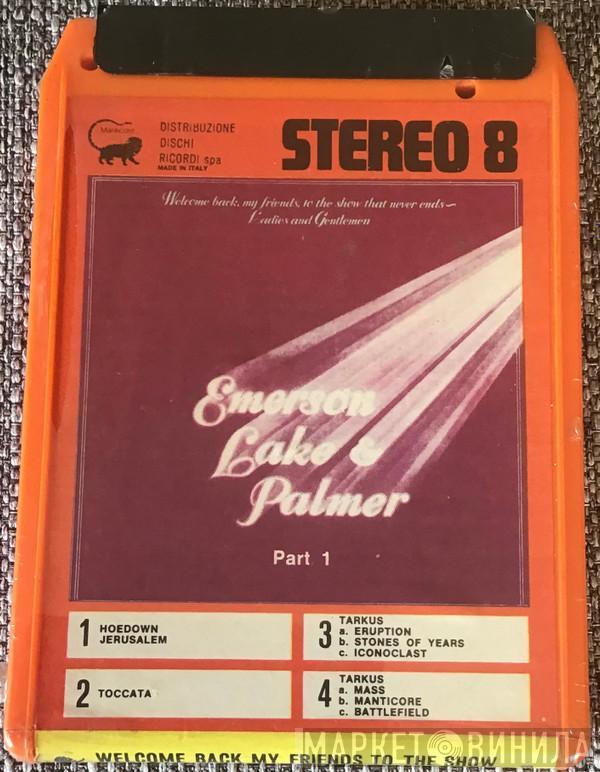 Manticore
DISTRIBUZIONE
DISCHI
RICORDI spa
MADE IN ITALY
STEREO 8
Welcome back, my friends, to the show that never ends~
Ladies and Gentlemen
Emerson
Lake &
Palmer
Part 1
1 HOEDOWN
JERUSALEM
2 TOCCATA
3 TARKUS
a. ERUPTION
b. STONES OF YEARS
c. ICONOCLAST
4 TARKUS
a. MASS
b. MANTICORE
c. BATTLEFIELD
WELCOME BACK MY FRIENDS TO THE SHOW
МАРКЕТ ВИНИЛА